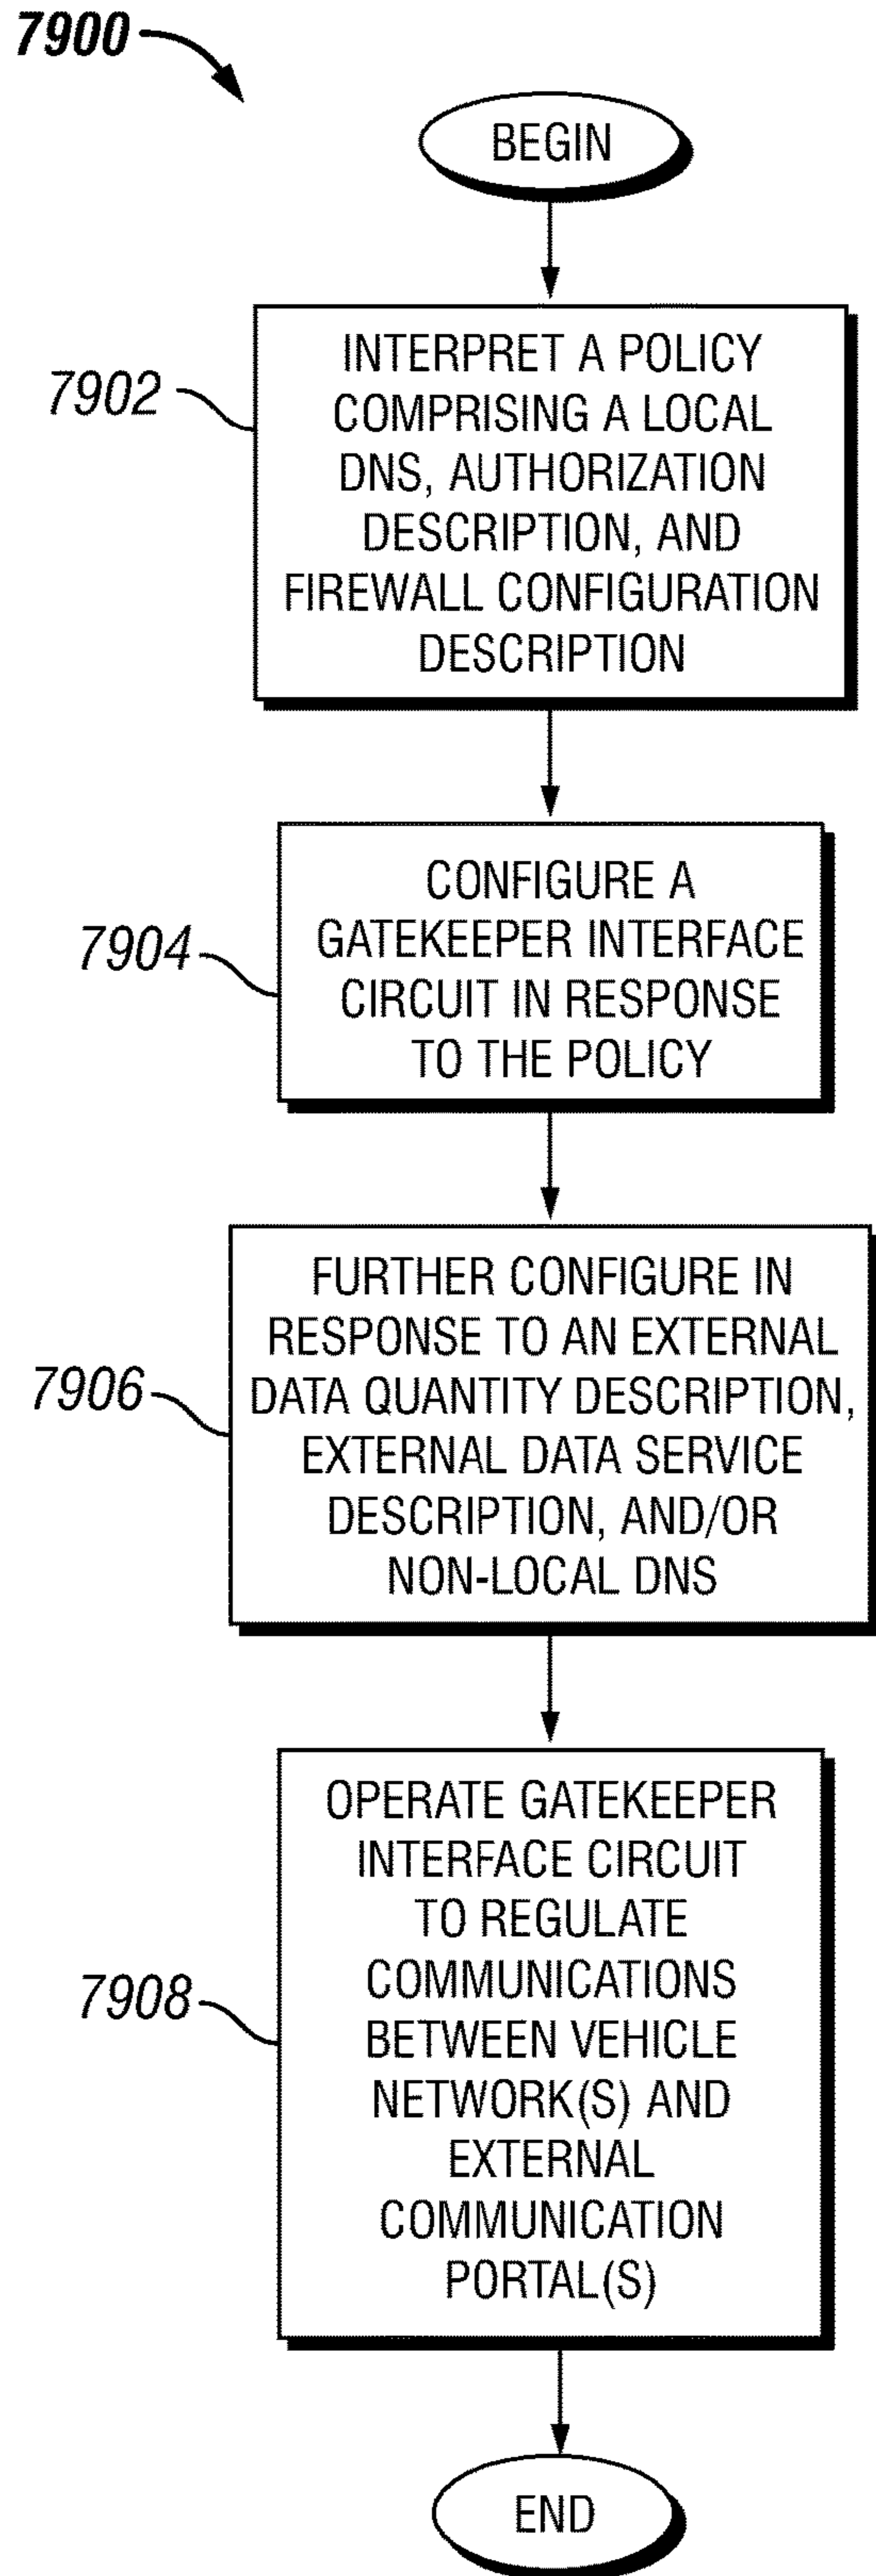 7900
BEGIN
7902
INTERPRET A POLICY
COMPRISING A LOCAL
DNS, AUTHORIZATION
DESCRIPTION, AND
FIREWALL CONFIGURATION
DESCRIPTION
7904
CONFIGURE A
GATEKEEPER INTERFACE
CIRCUIT IN RESPONSE
TO THE POLICY
7906
FURTHER CONFIGURE IN
RESPONSE TO AN EXTERNAL
DATA QUANTITY DESCRIPTION,
EXTERNAL DATA SERVICE
DESCRIPTION, AND/OR
NON-LOCAL DNS
7908
OPERATE GATEKEEPER
INTERFACE CIRCUIT
TO REGULATE
COMMUNICATIONS
BETWEEN VEHICLE
NETWORK(S) AND
EXTERNAL
COMMUNICATION
PORTAL(S)
END